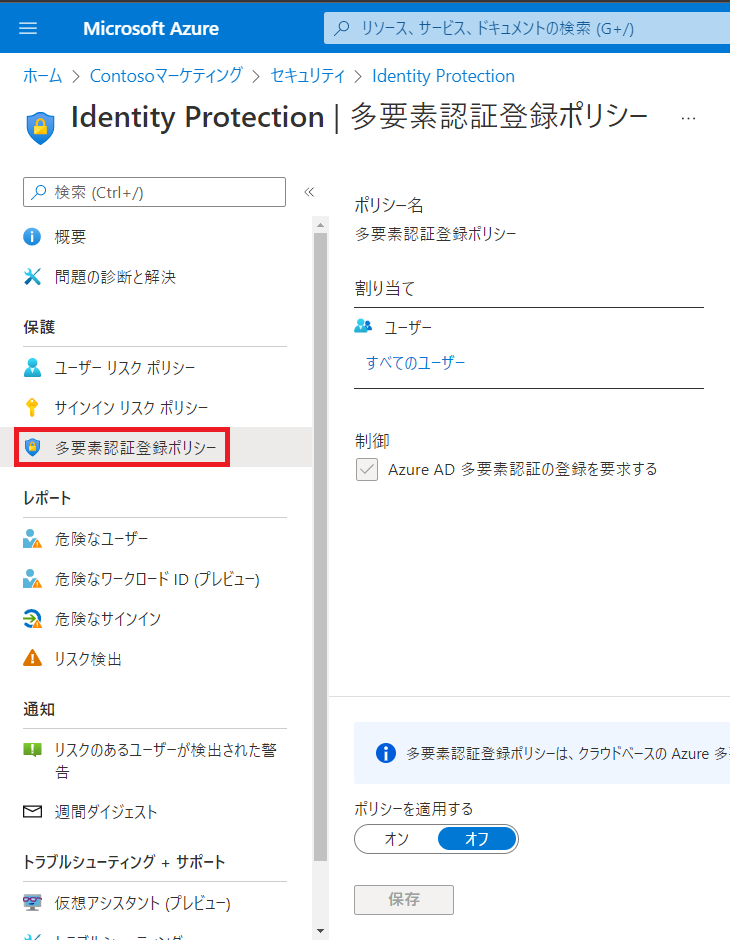 Microsoft Azure
リソース、サービス、ドキュメントの検索 (G+/)
ホーム > Contosoマーケティング > セキュリティ > Identity Protection
Identity Protection | 多要素認証登録ポリシー ...
検索 (Ctrl+/) «
概要
問題の診断と解決
保護
ユーザー リスク ポリシー
サインイン リスク ポリシー
多要素認証登録ポリシー
レポート
危険なユーザー
危険なワークロード ID (プレビュー)
危険なサインイン
リスク検出
通知
リスクのあるユーザーが検出された警
告
週間ダイジェスト
トラブルシューティング + サポート
仮想アシスタント (プレビュー)
トラブルシューティング
ポリシー名
多要素認証登録ポリシー
割り当て
ユーザー
すべてのユーザー
制御
Azure AD 多要素認証の登録を要求する
多要素認証登録ポリシーは、クラウドベースの Azure 多
ポリシーを適用する
オン オフ
保存